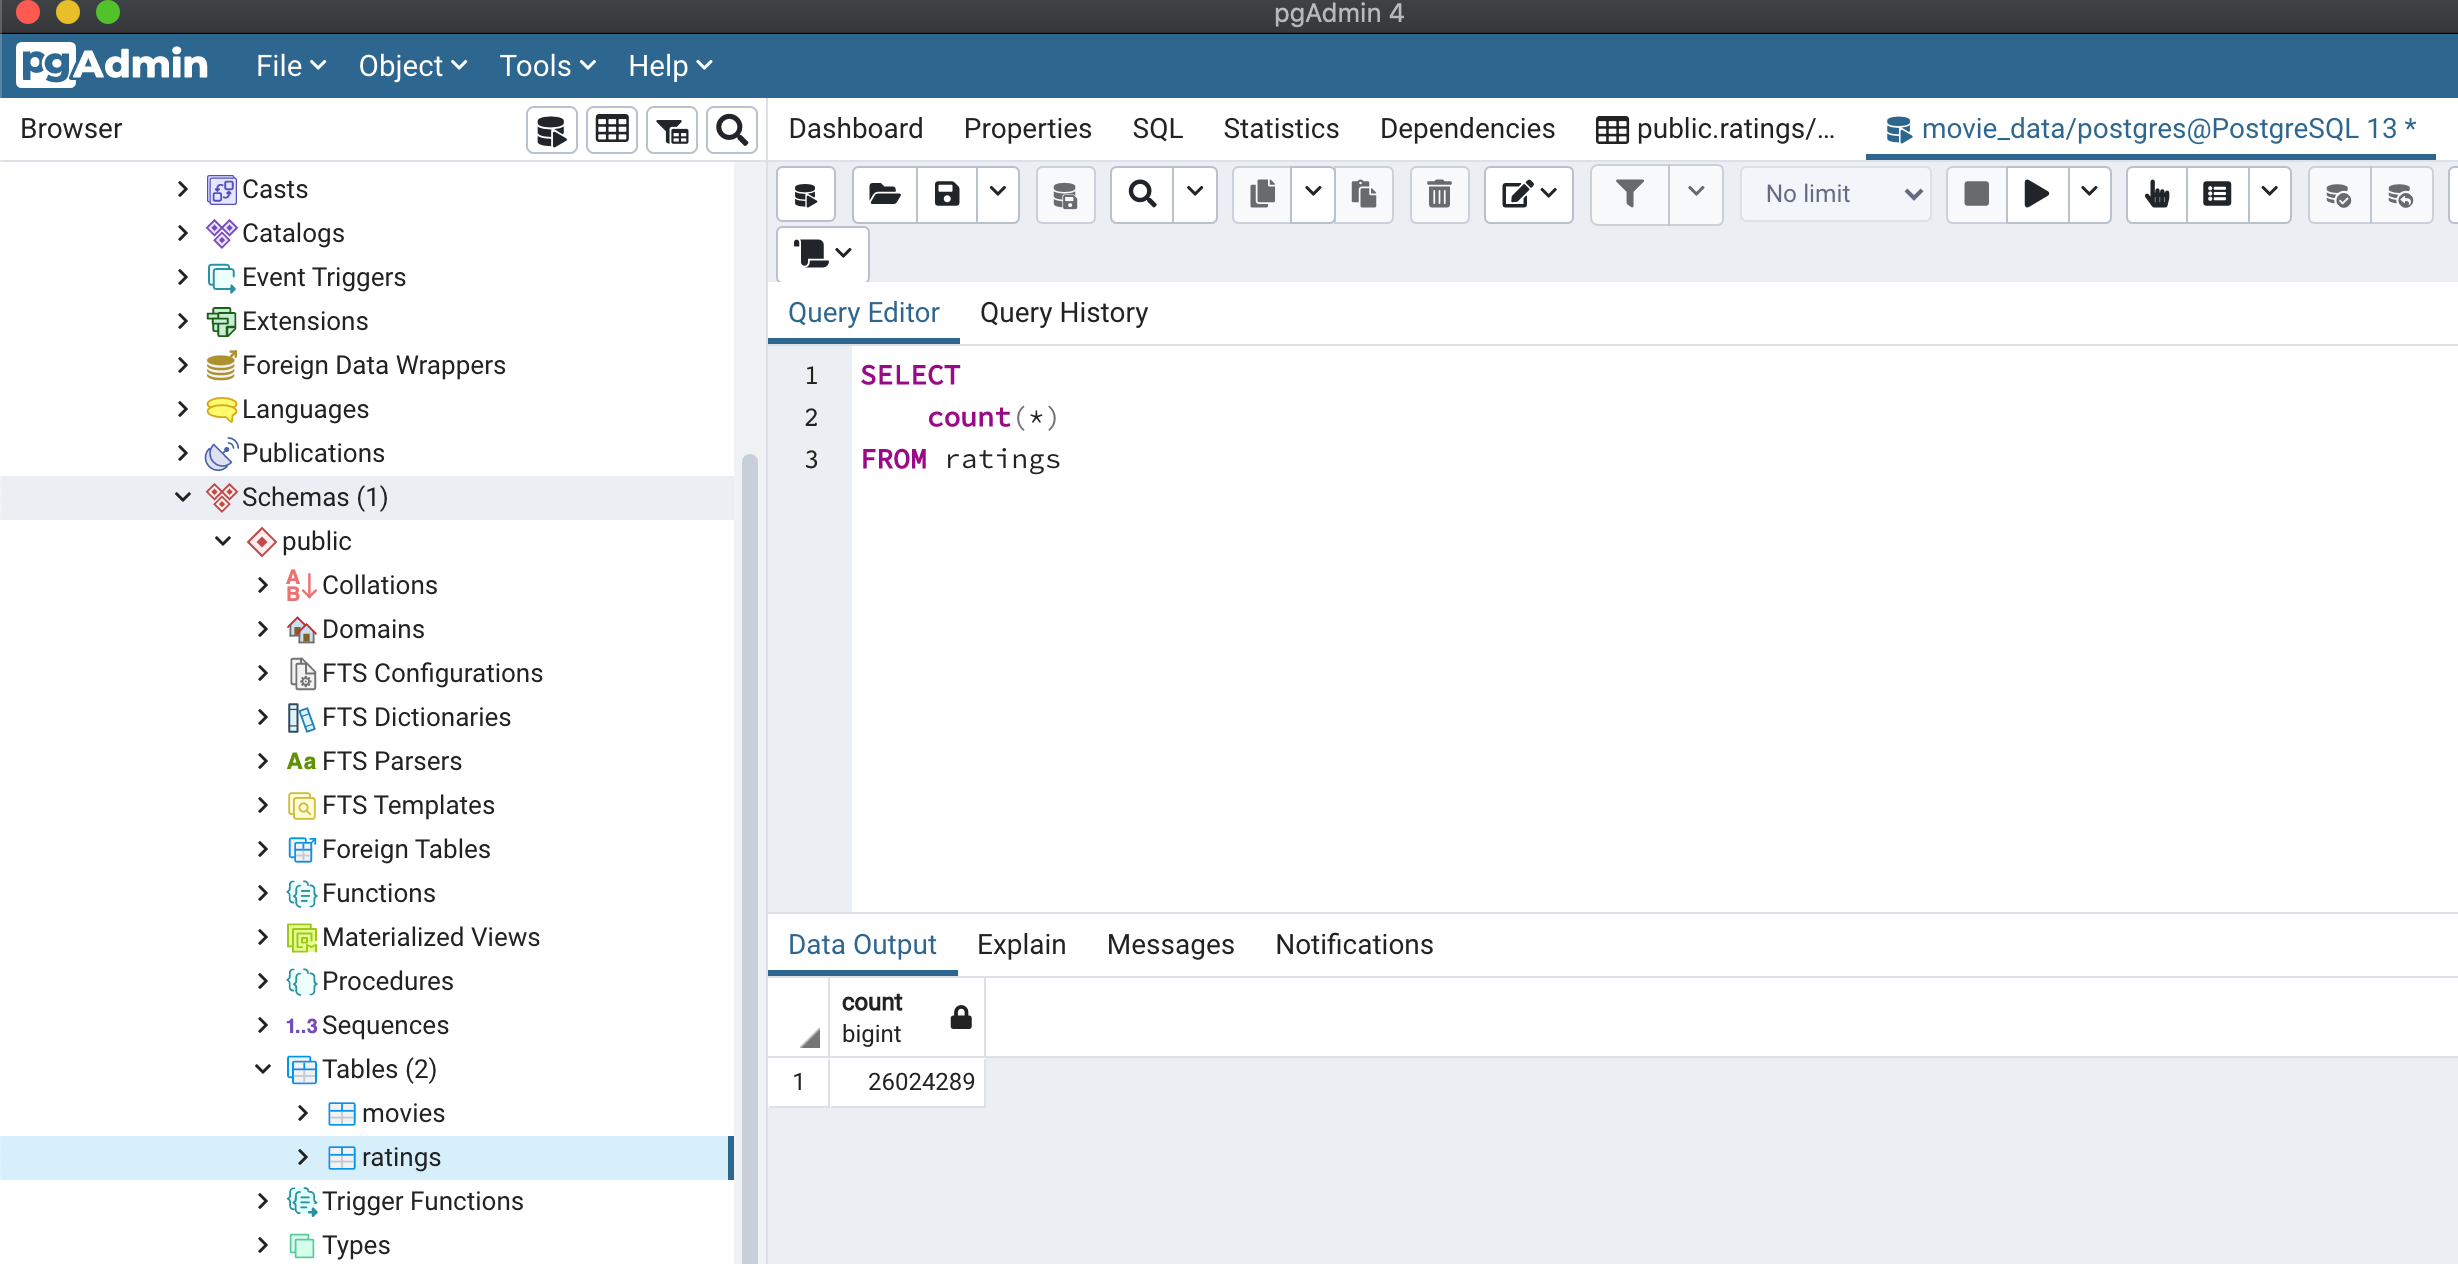 pgAdmin 4
pgAdmin File Object Tools Help
Browser
Dashboard Properties SQL Statistics Dependencies public.ratings/... movie_data/postgres@PostgreSQL 13 *
No limit
Casts
Catalogs
Event Triggers
Extensions
Foreign Data Wrappers
Languages
Publications
Schemas (1)
public
Collations
Domains
FTS Configurations
FTS Dictionaries
Aa FTS Parsers
FTS Templates
Foreign Tables
Functions
Materialized Views
Procedures
1..3 Sequences
Tables (2)
movies
ratings
Trigger Functions
Types
Query Editor Query History
1 SELECT
2 count(*)
3 FROM ratings
Data Output Explain Messages Notifications
count
bigint
1 26024289